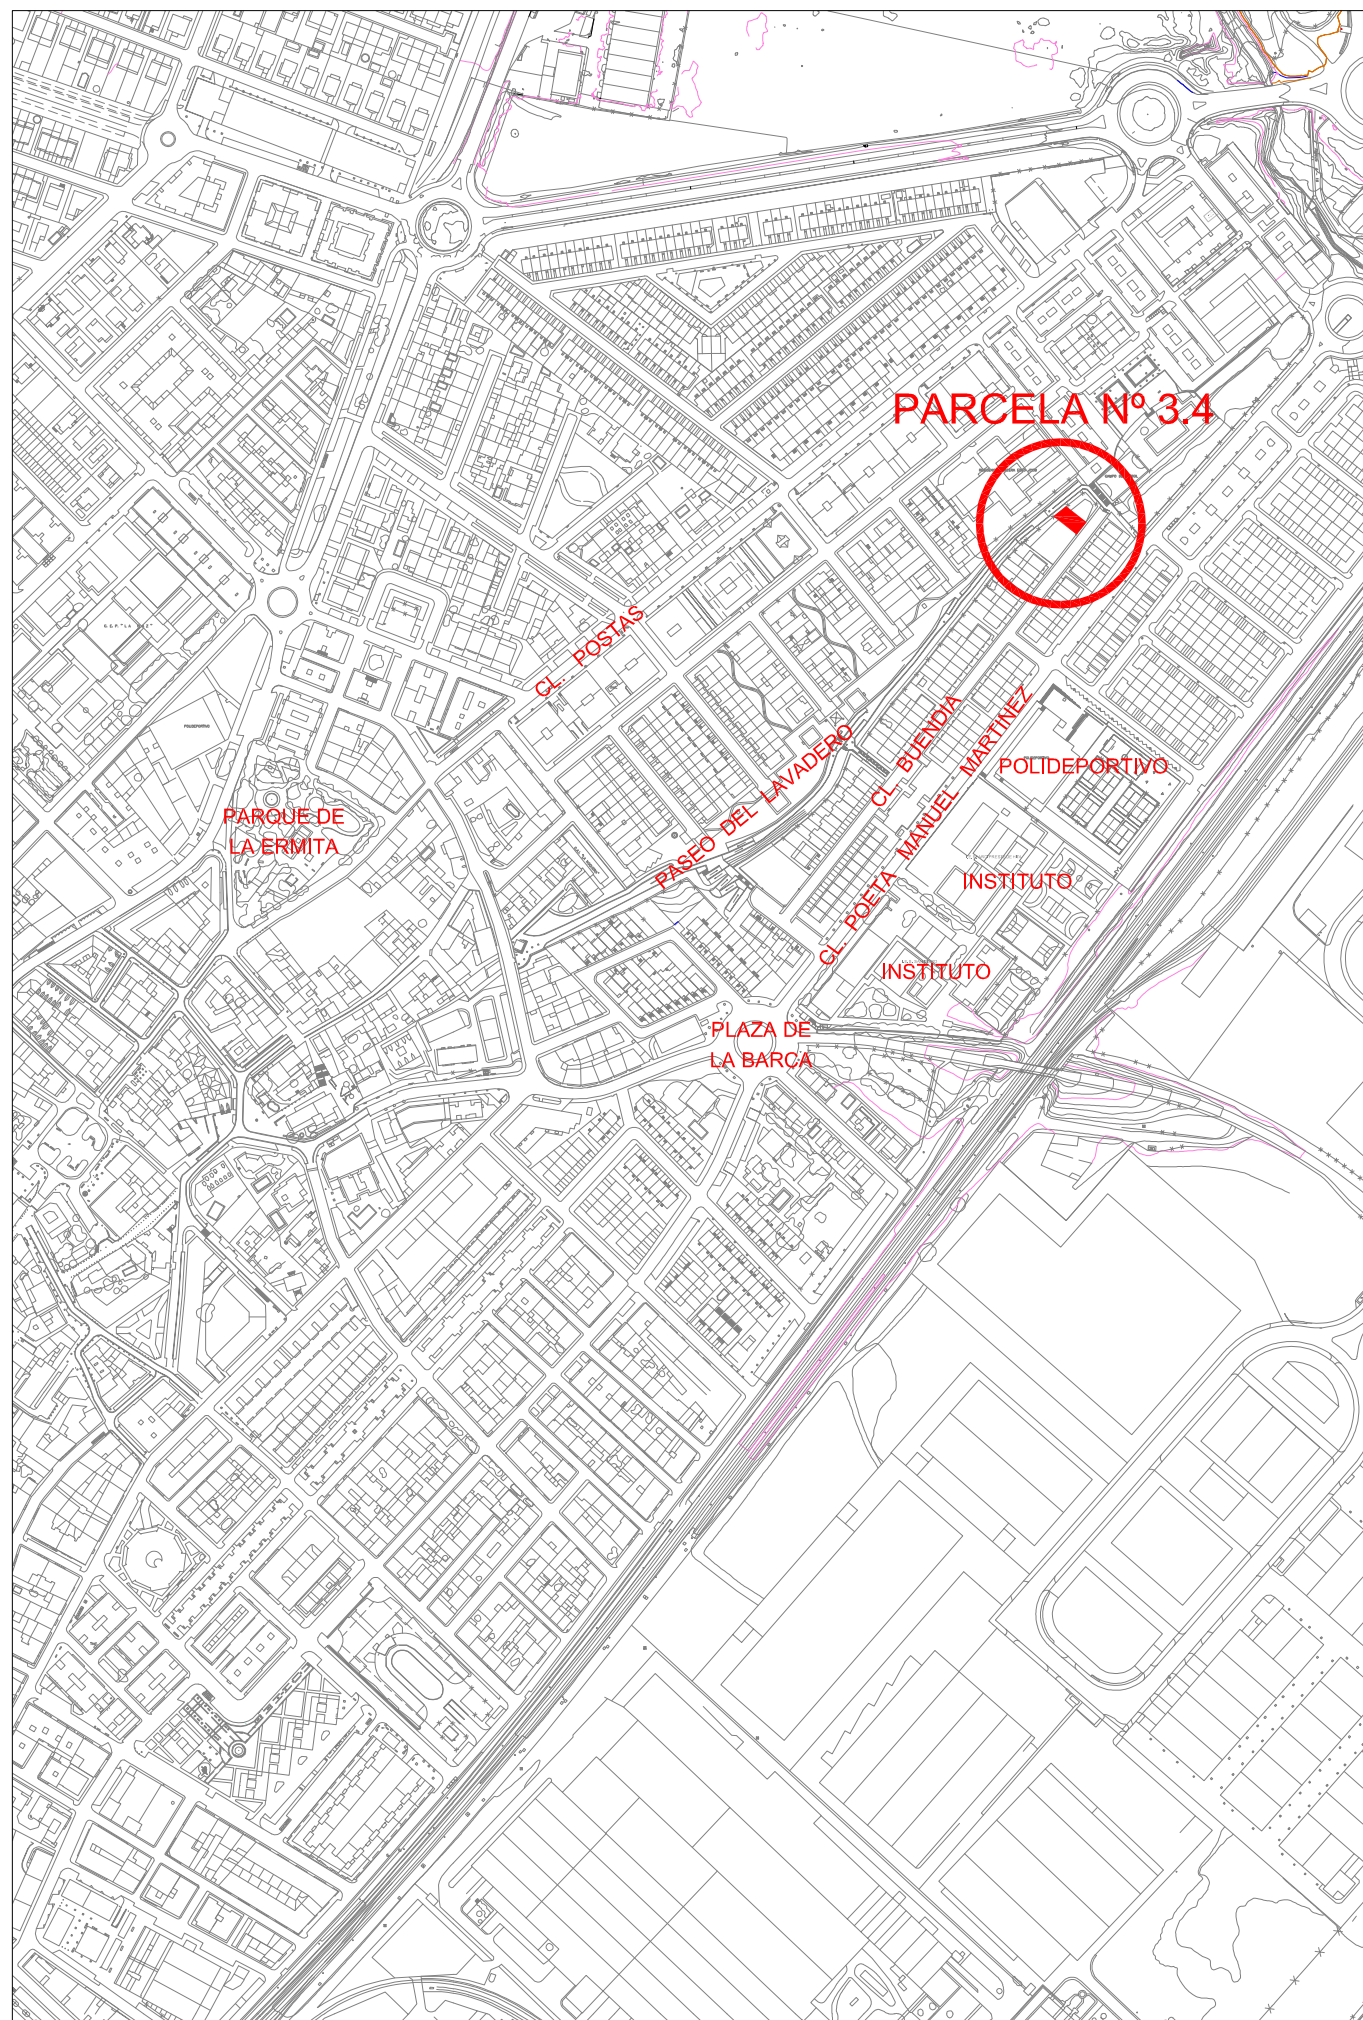 PARCELA Nº 3.4
CL. POSTAS
PASEO DEL LAVADERO
CL. BUENDIA
CL. POETA MANUEL MARTINEZ
POLIDEPORTIVO
PARQUE DE
LA ERMITA
INSTITUTO
INSTITUTO
PLAZA DE
LA BARCA
POLIDEPORTIVO